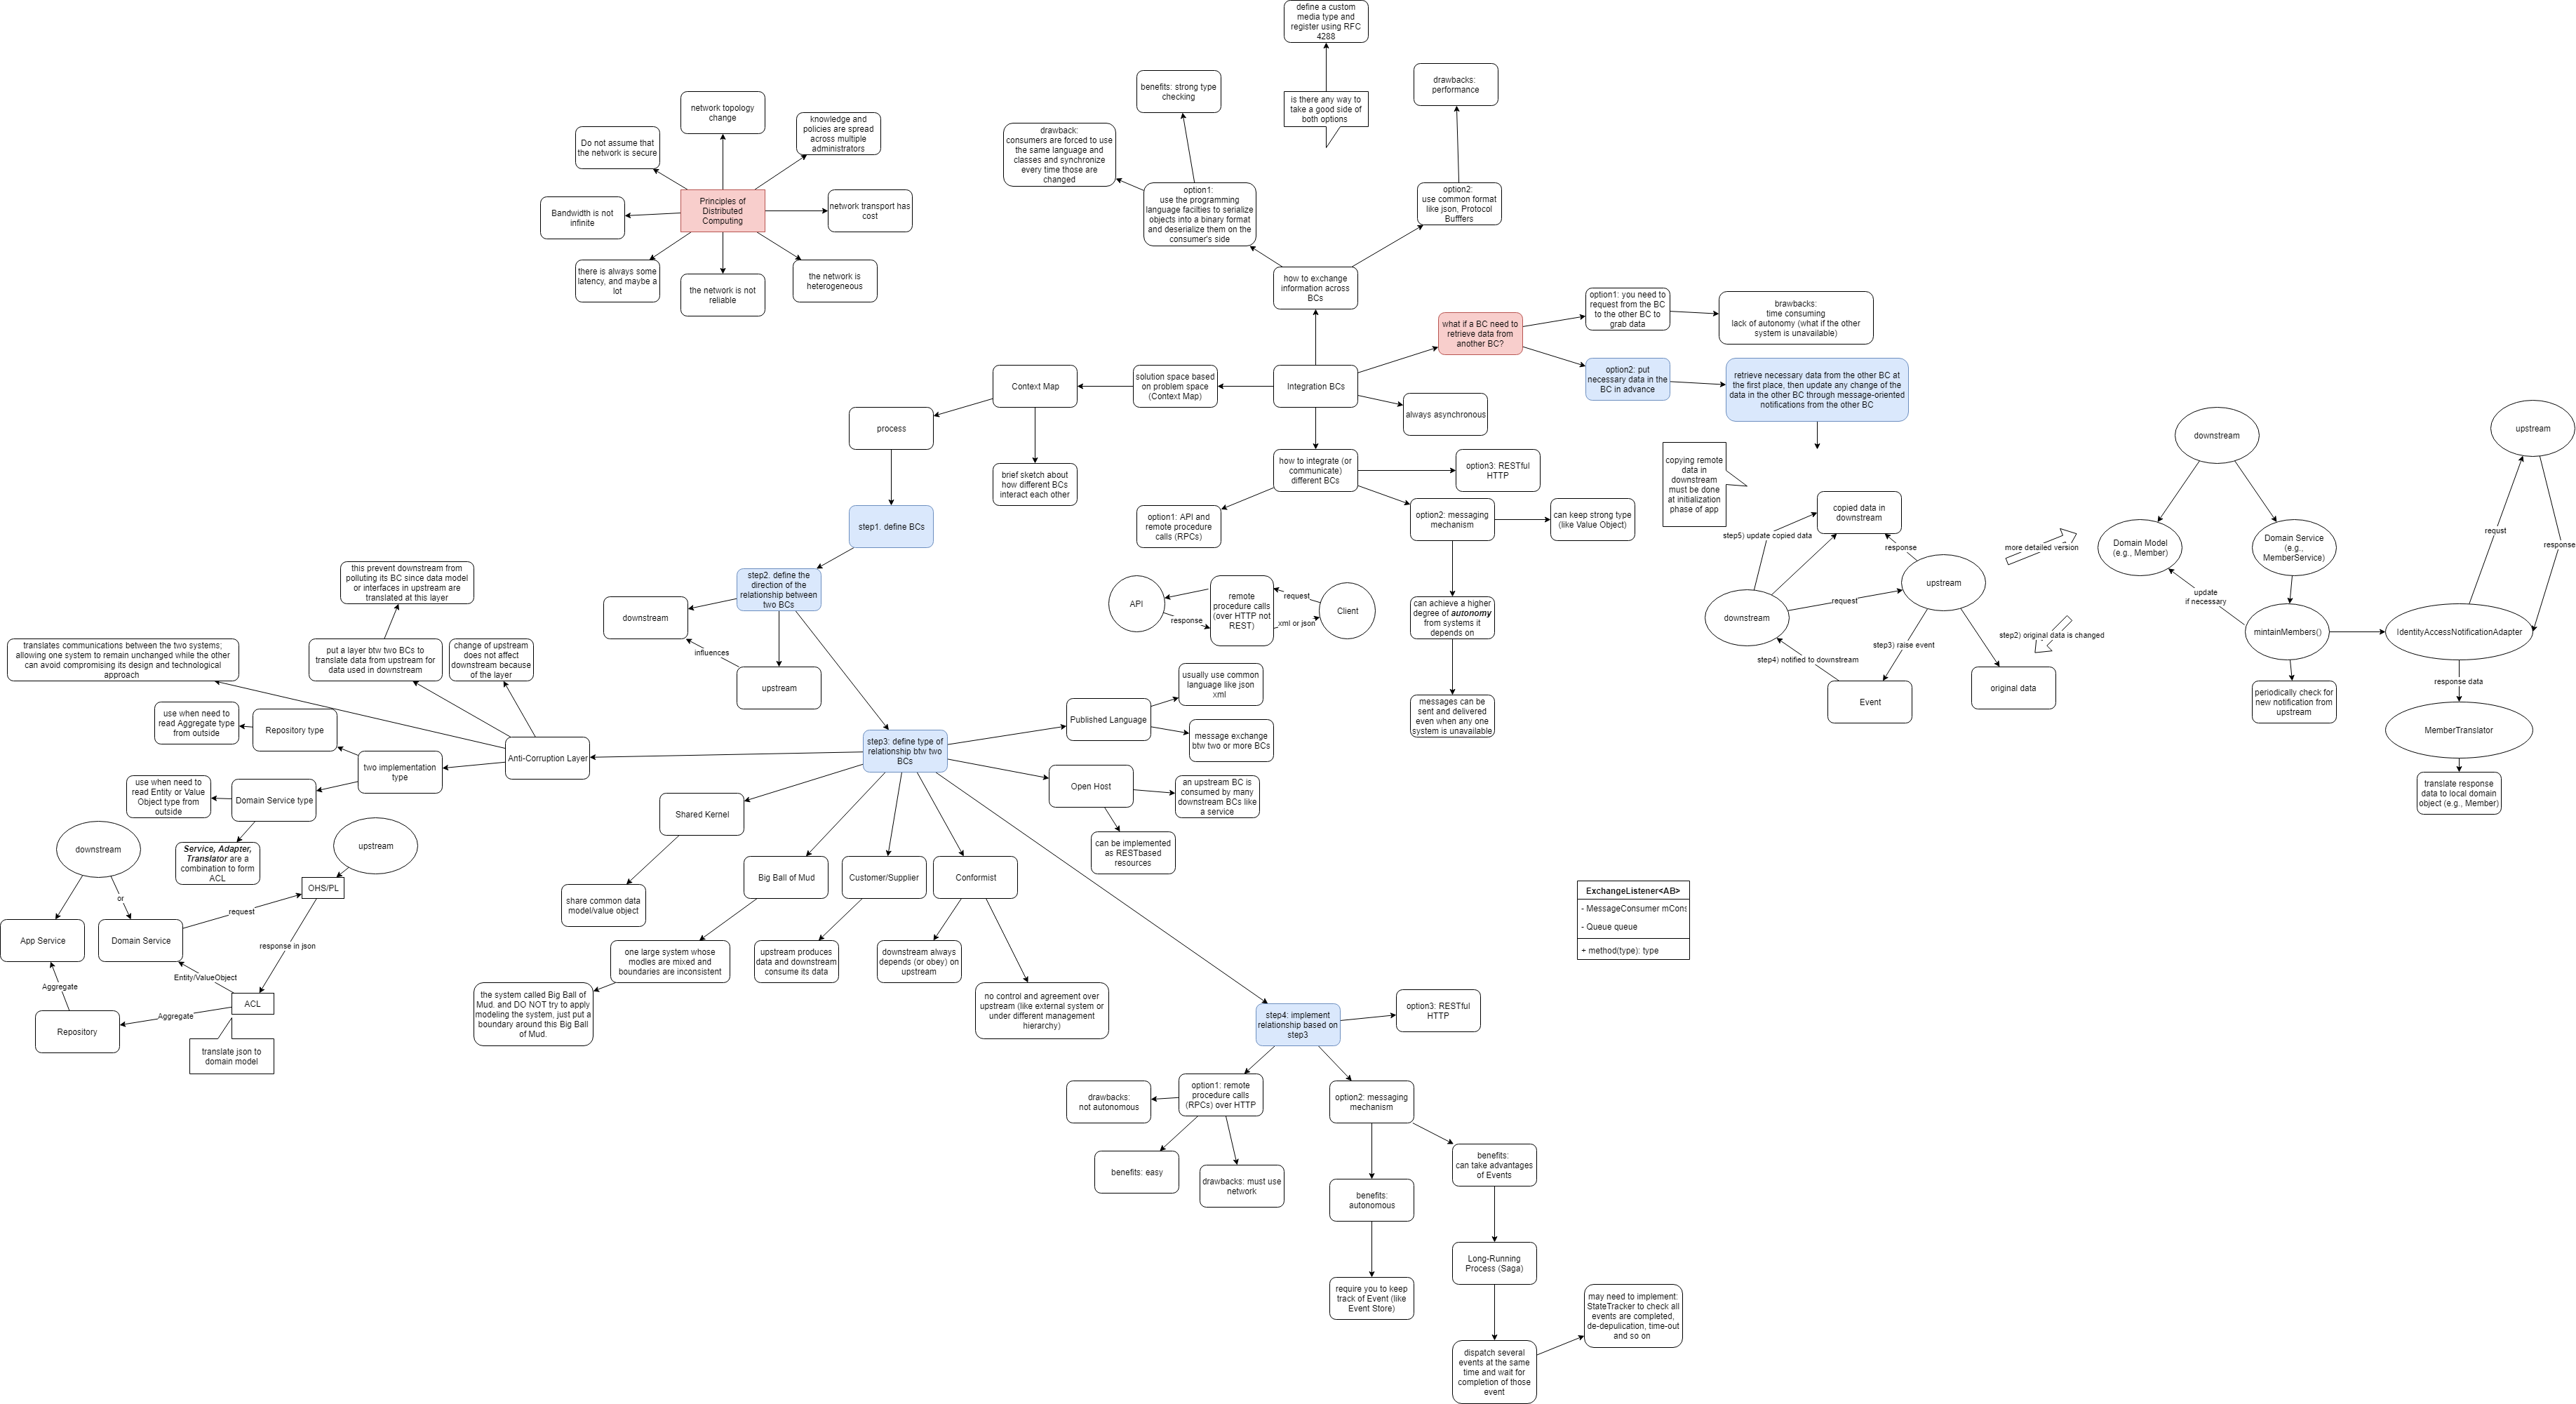 define a custom
media type and
register using RFC
4288
is there any way to
take a good side of
both options
benefits: strong type
checking
drawbacks:
performance
drawback:
consumers are forced to use
the same language and
classes and synchronize
every time those are
changed
option1:
use the programming
language facilties to serialize
objects into a binary format
and deserialize them on the
consumer's side
option2:
use common format
like json, Protocol
Bufffers
how to exchange
information across
BCs
network topology
change
knowledge and
policies are spread
across multiple
administrators
Do not assume that
the network is secure
Principles of
Distributed
Computing
Bandwidth is not
infinite
network transport has
cost
there is always some
latency, and maybe a
lot
the network is not
reliable
the network is
heterogeneous
what if a BC need to
retrieve data from
another BC?
option1: you need to
request from the BC
to the other BC to
grab data
brawbacks:
time consuming
lack of autonomy (what if the other
system is unavailable)
option2: put
necessary data in the
BC in advance
retrieve necessary data from the other BC at
the first place, then update any change of the
data in the other BC through message-oriented
notifications from the other BC
Integration BCs
solution space based
on problem space
(Context Map)
Context Map
process
brief sketch about
how different BCs
interact each other
always asynchronous
how to integrate (or
communicate)
different BCs
option3: RESTful
HTTP
option1: API and
remote procedure
calls (RPCs)
option2: messaging
mechanism
can keep strong type
(like Value Object)
can achieve a higher
degree of autonomy
from systems it
depends on
messages can be
sent and delivered
even when any one
system is unavailable
API
remote
procedure calls
(over HTTP not
REST)
Client
request
response
xml or json
copying remote
data in
downstream
must be done
at initialization
phase of app
copied data in
downstream
step5) update copied data
response
upstream
downstream
request
step3) raise event
step4) notified to downstream
Event
original data
step2) original data is changed
more detailed version
downstream
Domain Model
(e.g., Member)
Domain Service
(e.g.,
MemberService)
update
if necessary
mintainMembers()
periodically check for
new notification from
upstream
upstream
requst
response
IdentityAccessNotificationAdapter
response data
MemberTranslator
translate response
data to local domain
object (e.g., Member)
step1. define BCs
step2. define the
direction of the
relationship between
two BCs
downstream
influences
upstream
step3: define type of
relationship btw two
BCs
this prevent downstream from
polluting its BC since data model
or interfaces in upstream are
translated at this layer
translates communications between the two systems;
allowing one system to remain unchanged while the other
can avoid compromising its design and technological
approach
put a layer btw two BCs to
translate data from upstream for
data used in downstream
change of upstream
does not affect
downstream because
of the layer
use when need to
read Aggregate type
from outside
Repository type
Anti-Corruption Layer
two implementation
type
use when need to
read Entity or Value
Object type from
outside
Domain Service type
Service, Adapter,
Translator are a
combination to form
ACL
downstream
upstream
OHS/PL
or
request
App Service
Domain Service
response in json
Entity/ValueObject
Aggregate
ACL
Aggregate
Repository
translate json to
domain model
Published Language
usually use common
language like json
xml
message exchange
btw two or more BCs
Open Host
an upstream BC is
consumed by many
downstream BCs like
a service
can be implemented
as RESTbased
resources
Shared Kernel
share common data
model/value object
Big Ball of Mud
one large system whose
modles are mixed and
boundaries are inconsistent
the system called Big Ball of
Mud. and DO NOT try to apply
modeling the system, just put a
boundary around this Big Ball
of Mud.
Customer/Supplier
upstream produces
data and downstream
consume its data
Conformist
downstream always
depends (or obey) on
upstream
no control and agreement over
upstream (like external system or
under different management
hierarchy)
ExchangeListener<AB>
- MessageConsumer mCons
- Queue queue
+ method(type): type
step4: implement
relationship based on
step3
option3: RESTful
HTTP
option1: remote
procedure calls
(RPCs) over HTTP
drawbacks:
not autonomous
benefits: easy
drawbacks: must use
network
option2: messaging
mechanism
benefits:
autonomous
require you to keep
track of Event (like
Event Store)
benefits:
can take advantages
of Events
Long-Running
Process (Saga)
dispatch several
events at the same
time and wait for
completion of those
event
may need to implement:
StateTracker to check all
events are completed,
de-depulication, time-out
and so on